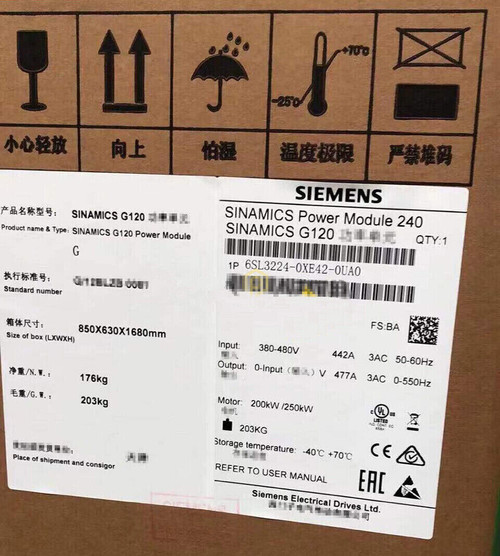 +70℃
-25℃
小心轻放
向上
怕湿
温度极限
严禁堆码
产品名称型号: SINAMICS G120
Product name & Type: SINAMICS G120 Power Module
G
执行标准号:
Standard number
箱体尺寸:
Size of box (LXWXH) 850X630X1680mm
净重/N.W.: 176kg
毛重/G.W.: 203kg
Place of shipment and consigor
SIEMENS
SINAMICS Power Module 240
SINAMICS G120
QTY:1
1P 6SL3224-0XE42-0UA0
FS:BA
Input: 380-480V 442A 3AC 50-60Hz
Output: 0-Input V 477A 3AC 0-550Hz
Motor: 200kW /250kW
UL
LISTED
203KG
Storage temperature: -40℃ +70℃
REFER TO USER MANUAL
CE
EAC
Siemens Electrical Drives Ltd.